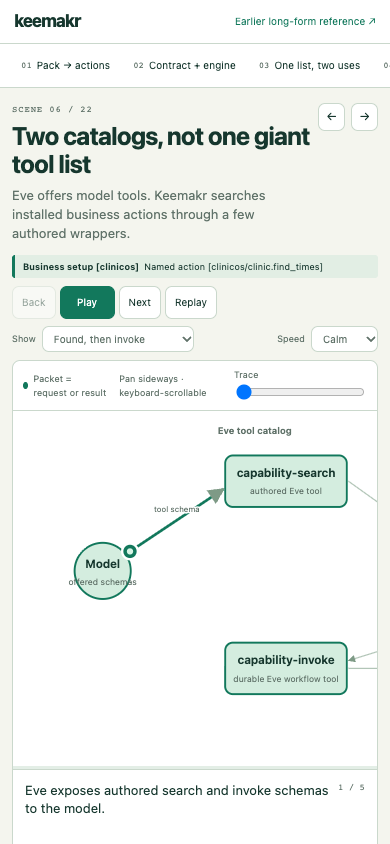 keemakr
Earlier long-form reference ↗
01 Pack → actions 02 Contract + engine 03 One list, two uses
SCENE 06 / 22
← →
Two catalogs, not one giant
tool list
Eve offers model tools. Keemakr searches
installed business actions through a few
authored wrappers.
Business setup [clinicos] Named action [clinicos/clinic.find_times]
Back Play Next Replay
Show Found, then invoke Speed Calm
Packet =
request or result
Pan sideways ·
keyboard-scrollable
Trace
Eve tool catalog
capability-search
authored Eve tool
tool schema
Model
offered schemas
capability-invoke
durable Eve workflow tool
Eve exposes authored search and invoke schemas
to the model.
1 / 5